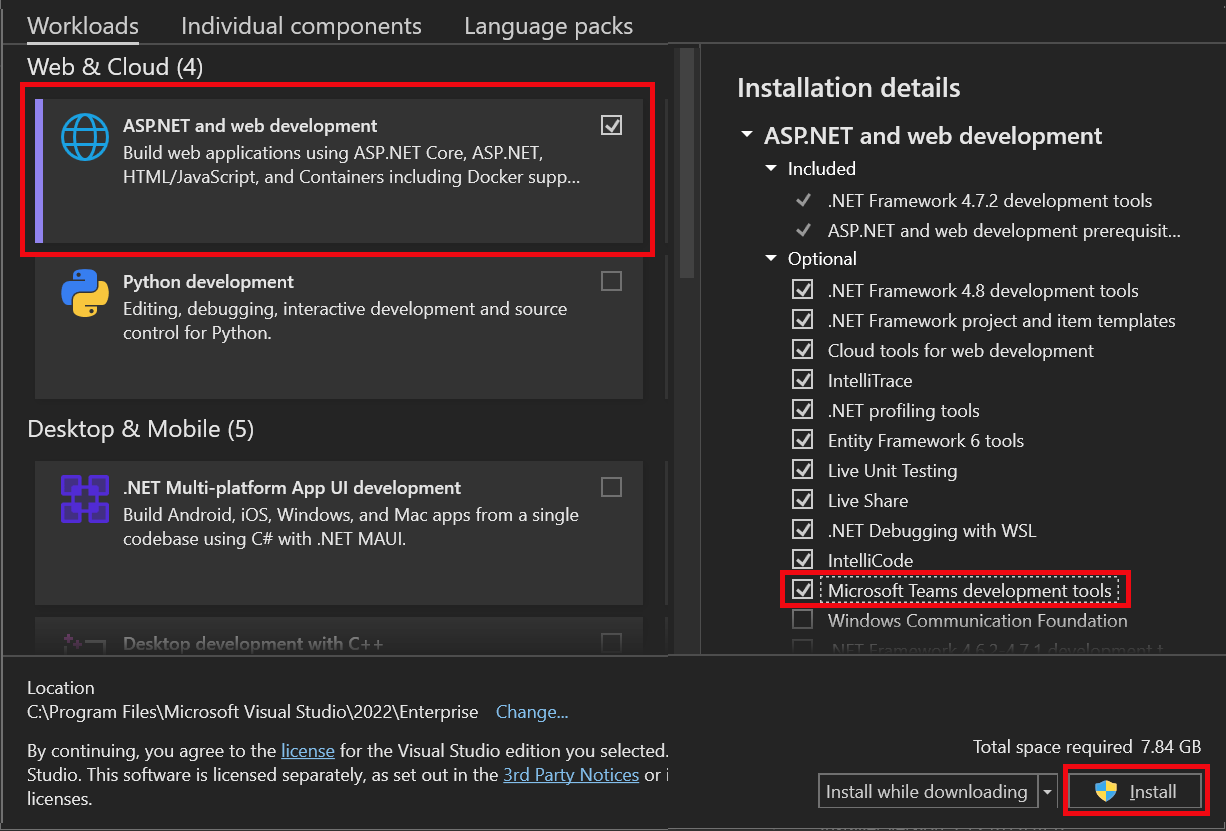 Workloads
Individual components
Language packs
Web & Cloud (4)
ASP.NET and web development
Build web applications using ASP.NET Core, ASP.NET,
HTML/JavaScript, and Containers including Docker supp...
Python development
Editing, debugging, interactive development and source
control for Python.
Desktop & Mobile (5)
.NET Multi-platform App UI development
Build Android, iOS, Windows, and Mac apps from a single
codebase using C# with .NET MAUI.
Desktop development with C++
Installation details
ASP.NET and web development
Included
.NET Framework 4.7.2 development tools
ASP.NET and web development prerequisit...
Optional
.NET Framework 4.8 development tools
.NET Framework project and item templates
Cloud tools for web development
IntelliTrace
.NET profiling tools
Entity Framework 6 tools
Live Unit Testing
Live Share
.NET Debugging with WSL
IntelliCode
Microsoft Teams development tools
Windows Communication Foundation
.NET Framework 4.6.2-4.7.1 development t
Location
C:\Program Files\Microsoft Visual Studio\2022\Enterprise Change...
By continuing, you agree to the license for the Visual Studio edition you selected.
Studio. This software is licensed separately, as set out in the 3rd Party Notices or i
licenses.
Total space required 7.84 GB
Install while downloading
Install